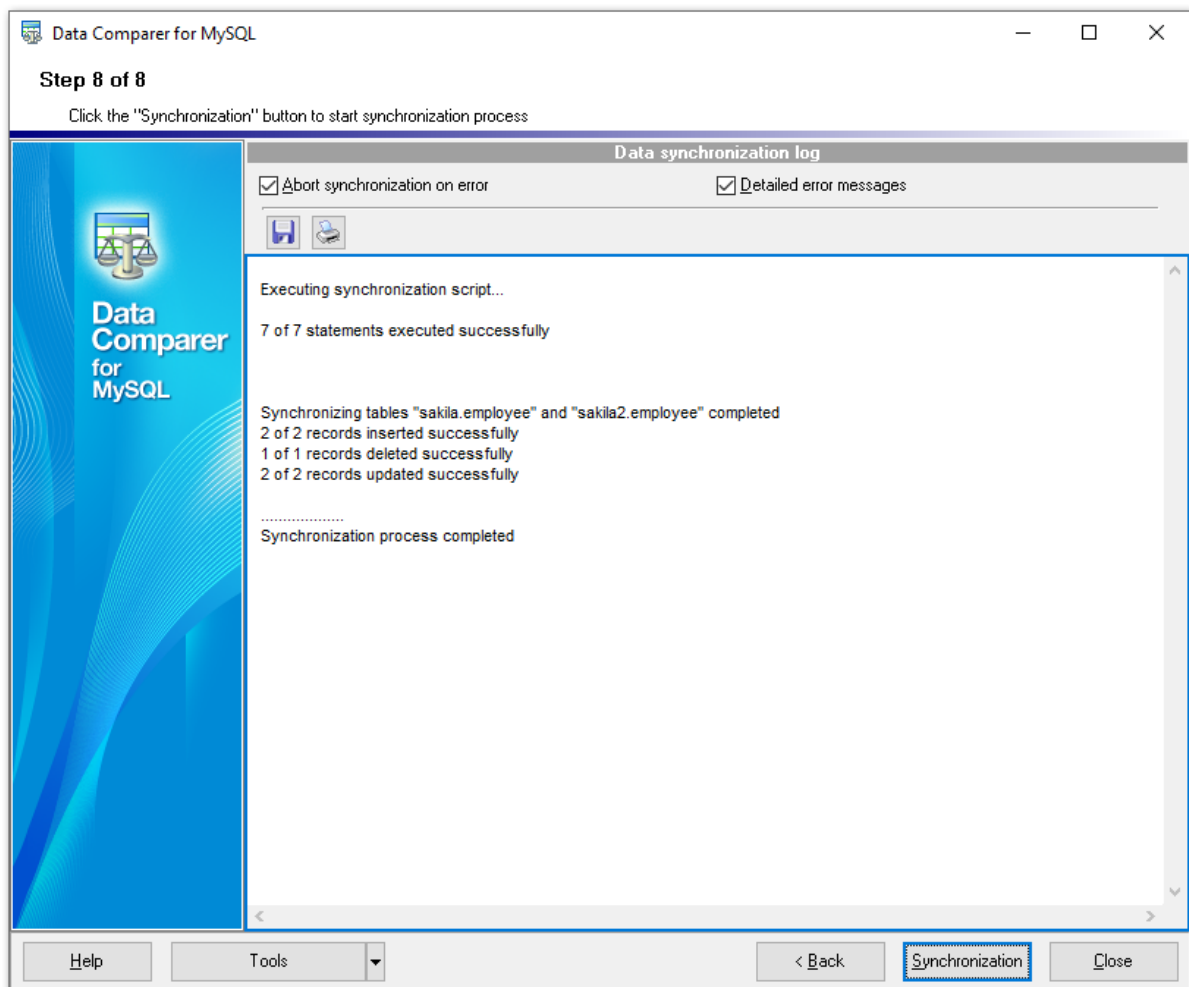 Data Comparer for MySQL
Step 8 of 8
Click the "Synchronization" button to start synchronization process
Data synchronization log
Abort synchronization on error
Detailed error messages
Data
Comparer
for
MySQL
Executing synchronization script...
7 of 7 statements executed successfully
Synchronizing tables "sakila.employee" and "sakila2.employee" completed
2 of 2 records inserted successfully
1 of 1 records deleted successfully
2 of 2 records updated successfully
...................
Synchronization process completed
Help
Tools
< Back
Synchronization
Close